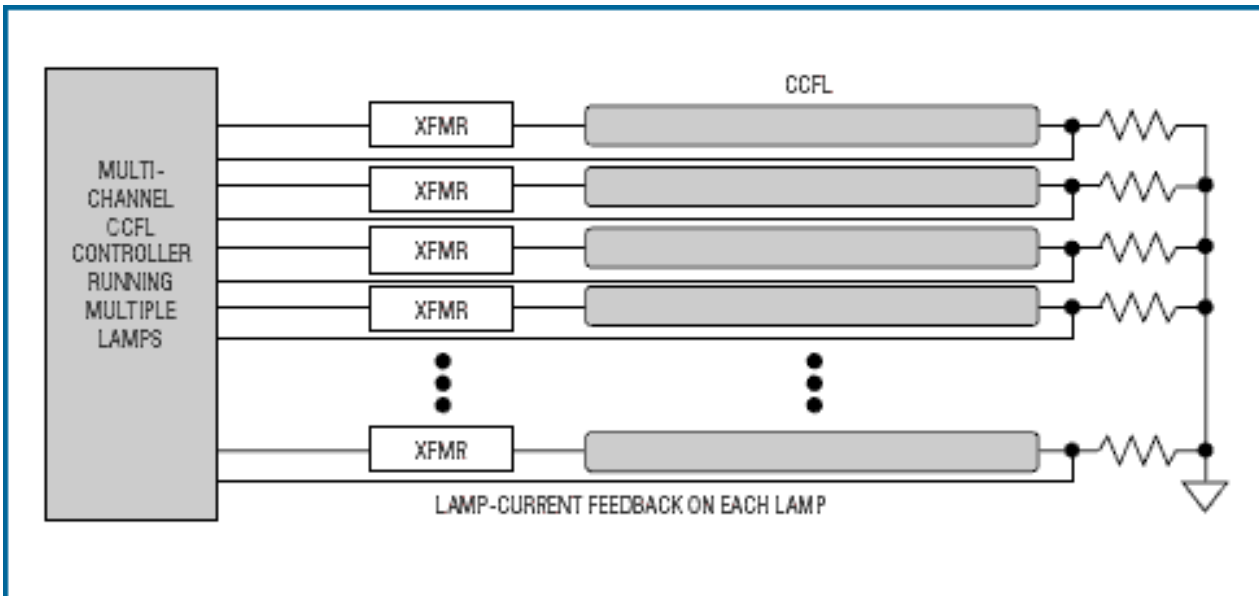 CCFL
MULTI-
CHANNEL
CCFL
CONTROLLER
RUNNING
MULTIPLE
LAMPS
XFMR
XFMR
XFMR
XFMR
XFMR
LAMP-CURRENT FEEDBACK ON EACH LAMP